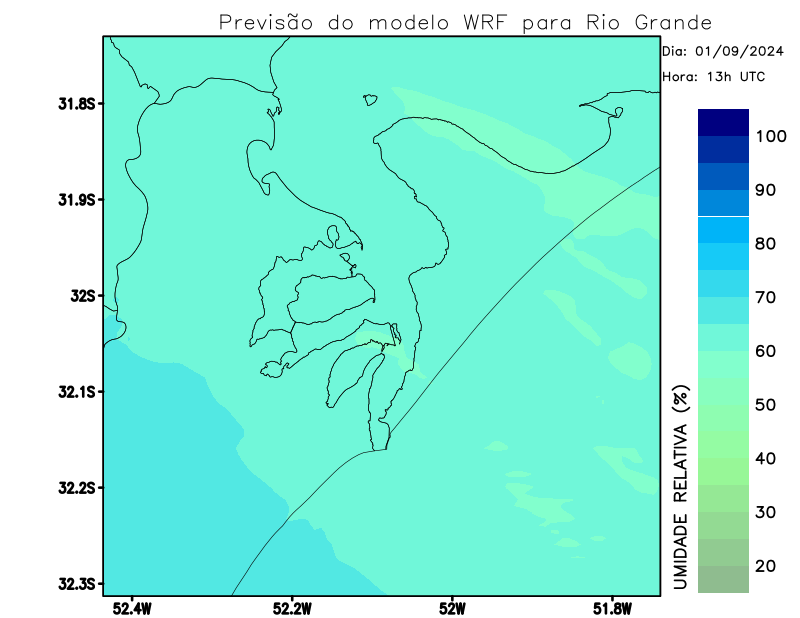 Previsão do modelo WRF para Rio Grande
Dia: 01/09/2024
Hora: 13h UTC
31.8S
31.9S
32S
32.1S
32.2S
32.3S
52.4W
52.2W
52W
51.8W
100
90
80
70
60
50
40
30
20
UMIDADE RELATIVA (%)